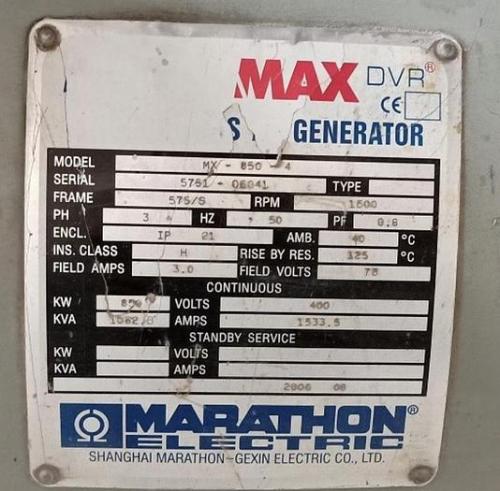 MAX DVR®
CE
GENERATOR
MODEL MX - 850 - 4
SERIAL 5751 - 06041 TYPE
FRAME 575/S RPM 1500
PH 3 HZ 50 PF 0.8
ENCL. IP 21 AMB. 40 °C
INS. CLASS H RISE BY RES. 125 °C
FIELD AMPS 3.0 FIELD VOLTS 78
CONTINUOUS
KW 850 VOLTS 400
KVA 1062.5 AMPS 1533.5
STANDBY SERVICE
KW VOLTS
KVA AMPS
2006 08
MARATHON®
ELECTRIC
SHANGHAI MARATHON-GEXIN ELECTRIC CO., LTD.